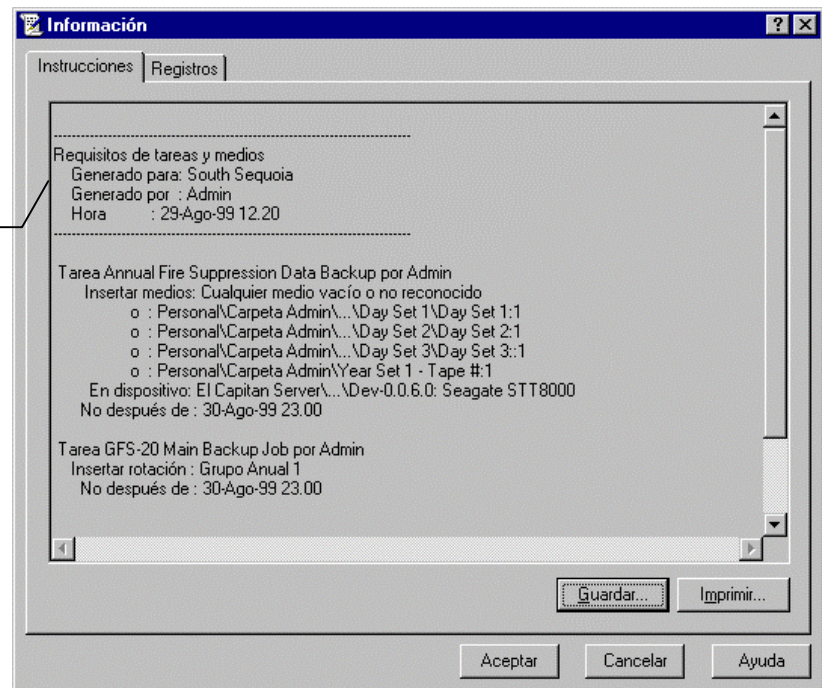 Información
Instrucciones Registros
Requisitos de tareas y medios
Generado para: South Sequoia
Generado por : Admin
Hora : 29-Ago-99 12.20
Tarea Annual Fire Suppression Data Backup por Admin
Insertar medios: Cualquier medio vacío o no reconocido
o : Personal\Carpeta Admin\...\Day Set 1\Day Set 1:1
o : Personal\Carpeta Admin\...\Day Set 2\Day Set 2:1
o : Personal\Carpeta Admin\...\Day Set 3\Day Set 3::1
o : Personal\Carpeta Admin\Year Set 1 - Tape #:1
En dispositivo: El Capitan Server\...\Dev-0.0.6.0: Seagate STT8000
No después de : 30-Ago-99 23.00
Tarea GFS-20 Main Backup Job por Admin
Insertar rotación : Grupo Anual 1
No después de : 30-Ago-99 23.00
Guardar... Imprimir...
Aceptar Cancelar Ayuda